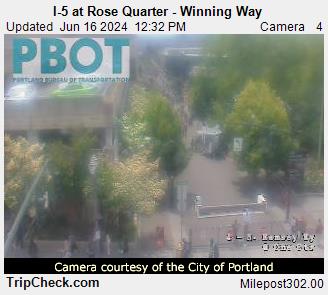 I-5 at Rose Quarter - Winning Way
Updated Jun 16 2024 12:32 PM Camera 4
PBOT
PORTLAND BUREAU OF TRANSPORTATION
Camera courtesy of the City of Portland
TripCheck.com Milepost302.00